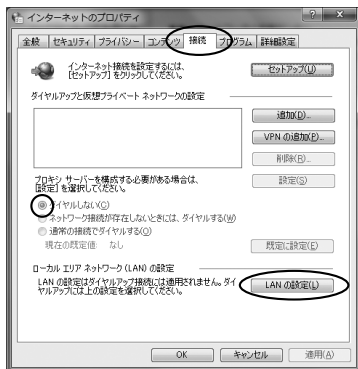 インターネットのプロパティ
全般 セキュリティ プライバシー コンテンツ 接続 プログラム 詳細設定
インターネット接続を設定するには、
[セットアップ] をクリックしてください。
セットアップ(U)
ダイヤルアップと仮想プライベート ネットワークの設定
追加(D)...
VPN の追加(P)...
削除(R)...
プロキシ サーバーを構成する必要がある場合は、
[設定] を選択してください。
設定(S)
ダイヤルしない(C)
ネットワーク接続が存在しないときには、ダイヤルする(W)
通常の接続でダイヤルする(O)
現在の既定値: なし
既定に設定(E)
ローカル エリア ネットワーク (LAN) の設定
LAN の設定はダイヤルアップ接続には適用されません。ダイ
ヤルアップには上の設定を選択してください。
LAN の設定(L)
OK キャンセル 適用(A)